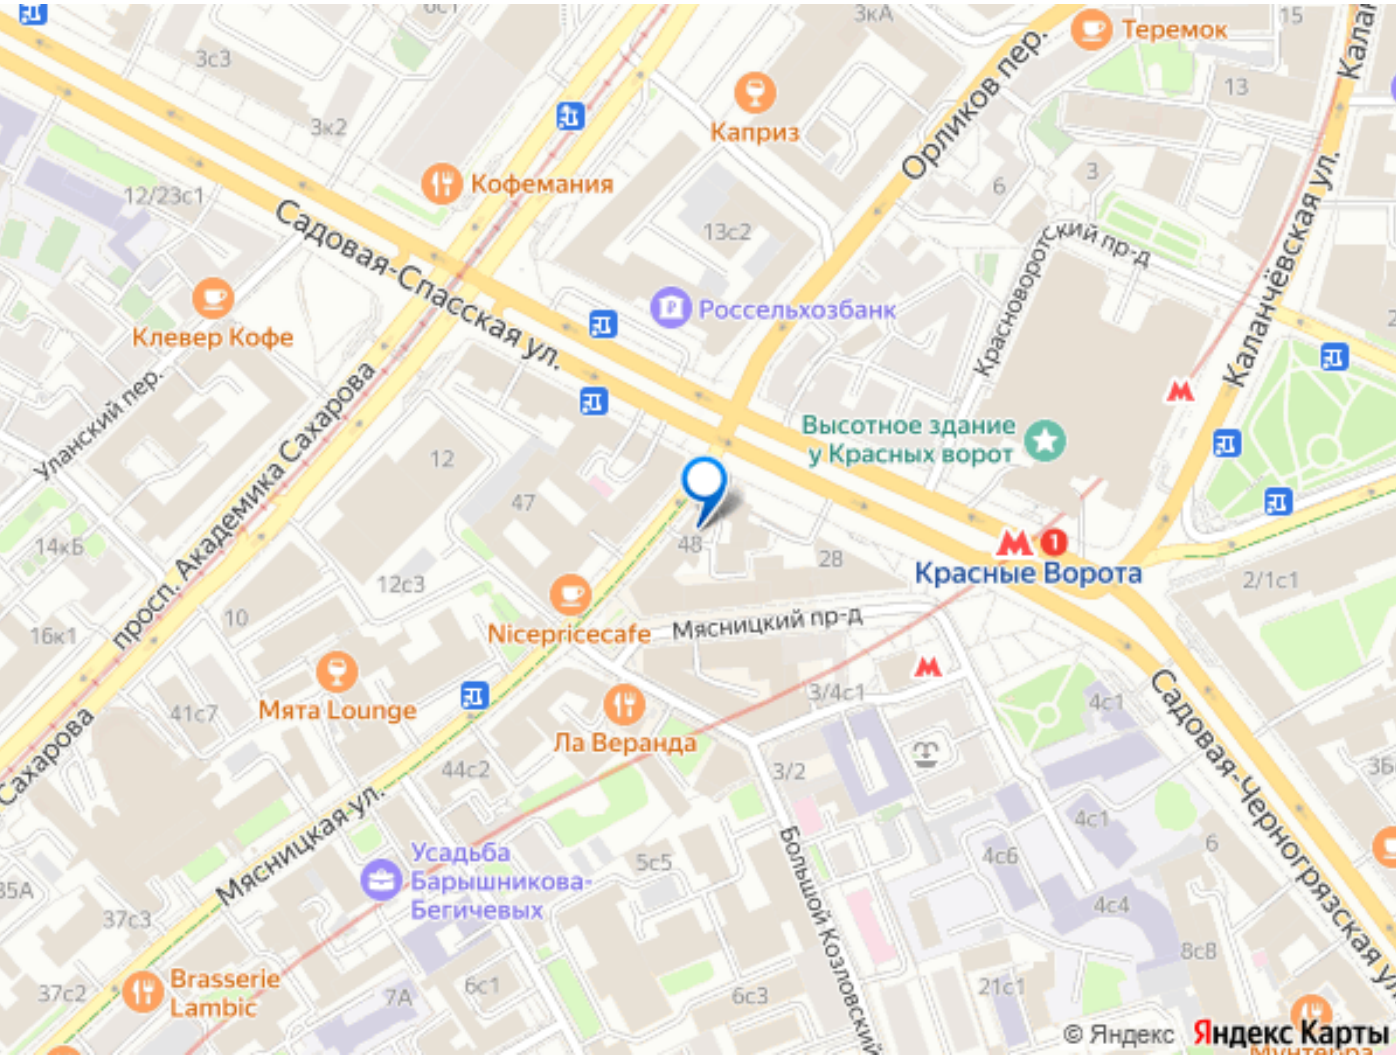 6с1
3кА
15
Теремок
3с3
13
Калан
3к2
Каприз
Орликов пер.
Кофемания
12/23с1
6
3
13с2
Садовая-Спасская ул.
Красноворотский пр-д
Каланчёвская ул.
Россельхозбанк
Клевер Кофе
Уланский пер.
просп. Академика Сахарова
Высотное здание
у Красных ворот
12
47
14кБ
48
28
М 1
Красные Ворота
2/1с1
12с3
10
16к1
Nicepricecafe
Мясницкий пр-д
М
М
Мята Lounge
41с7
3/4с1
4с1
Ла Веранда
Сахарова
44с2
3/2
Садовая-Черногрязская ул.
Мясницкая ул.
4с1
6
Усадьба
Барышникова-
Бегичевых
5с5
4с6
Большой Козловский
35А
37с3
4с4
8с8
Brasserie
Lambic
37с2
7А
6с1
6с3
21с1
© Яндекс Яндекс Карты